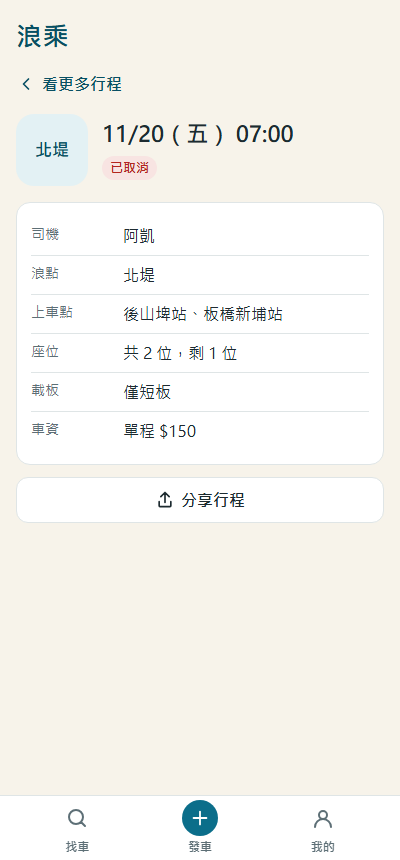 浪乘
看更多行程
北堤
11/20（五） 07:00
已取消
司機 阿凱
浪點 北堤
上車點 後山埤站、板橋新埔站
座位 共 2 位，剩 1 位
載板 僅短板
車資 單程 $150
分享行程
找車 發車 我的